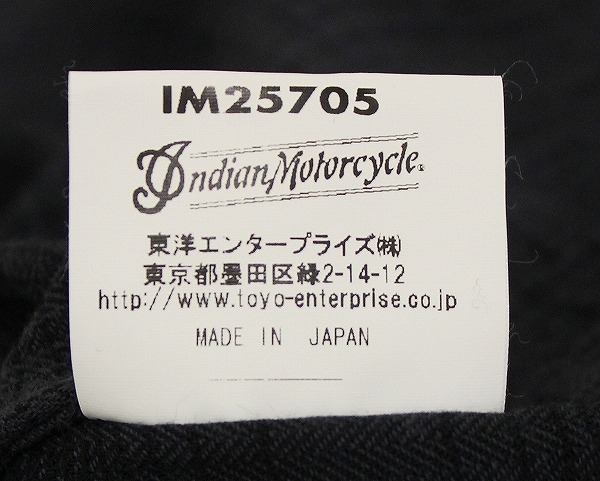 IM25705
Indian Motorcycle®
東洋エンタープライズ㈱
東京都墨田区緑2-14-12
http://www.toyo-enterprise.co.jp
MADE IN JAPAN